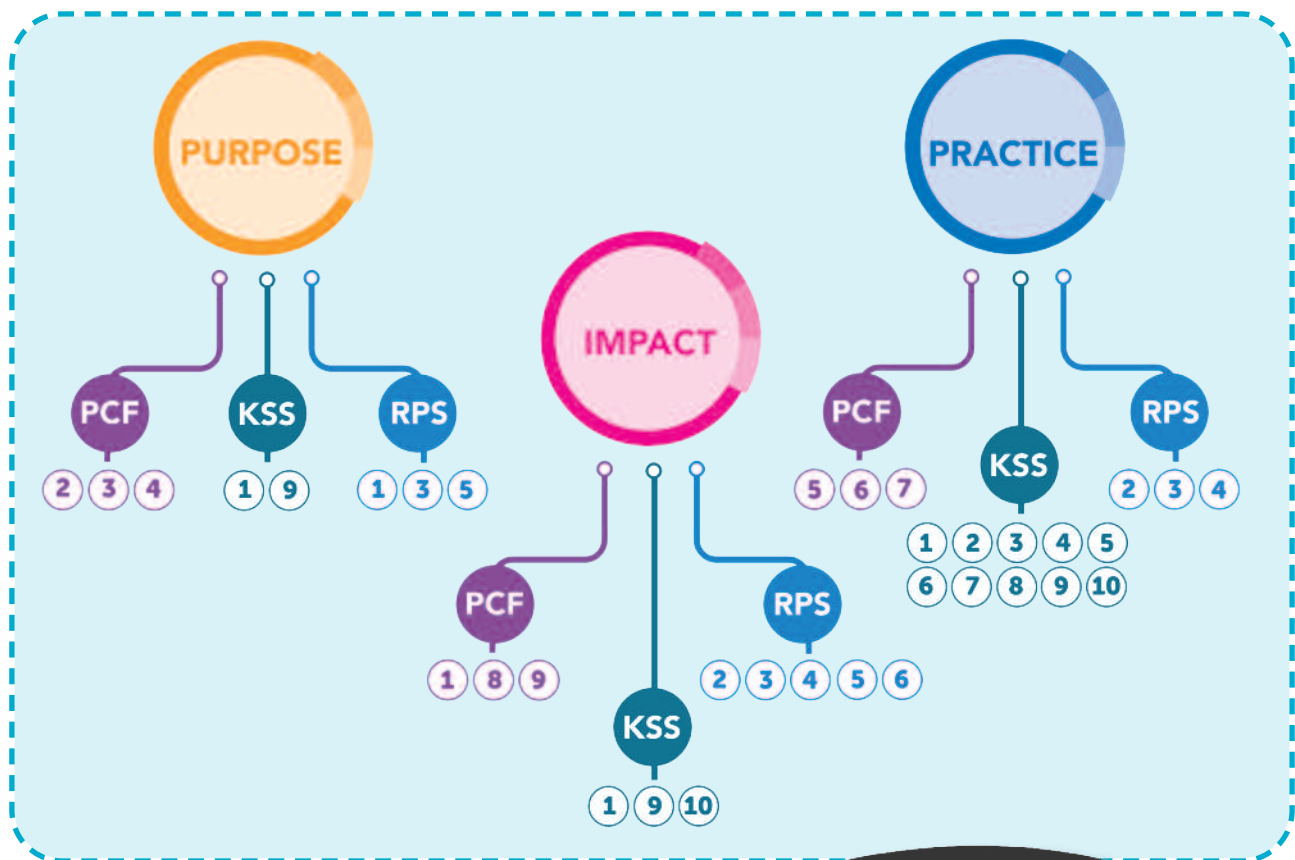 PURPOSE
PCF
KSS
RPS
2 3 4
1 9
1 3 5
IMPACT
PCF
RPS
1 8 9
2 3 4 5 6
KSS
1 9 10
PRACTICE
PCF
RPS
KSS
5 6 7
2 3 4
1 2 3 4 5
6 7 8 9 10